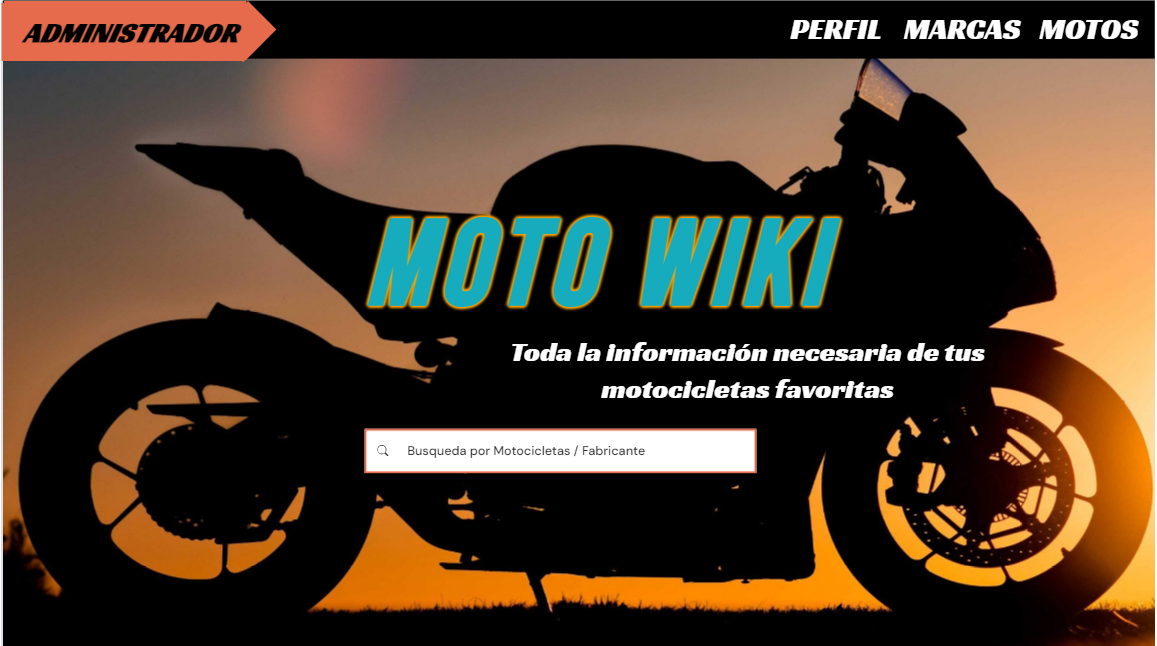 ADMINISTRADOR
PERFIL MARCAS MOTOS
MOTO WIKI
Toda la información necesaria de tus
motocicletas favoritas
Busqueda por Motocicletas / Fabricante